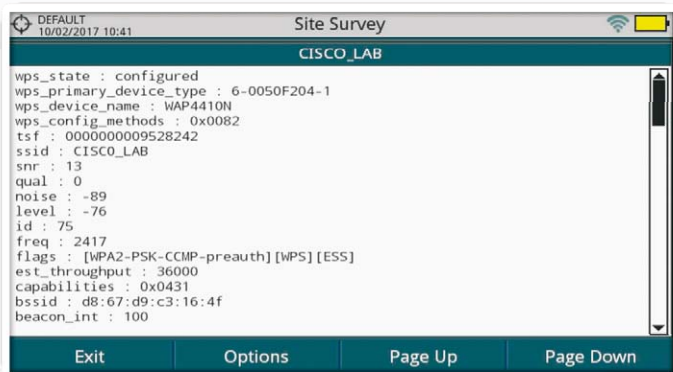 DEFAULT
10/02/2017 10:41
Site Survey
CISCO_LAB
wps_state : configured
wps_primary_device_type : 6-0050F204-1
wps_device_name : WAP4410N
wps_config_methods : 0x0082
tsf : 0000000009528242
ssid : CISCO_LAB
snr : 13
qual : 0
noise : -89
level : -76
id : 75
freq : 2417
flags : [WPA2-PSK-CCMP-preauth][WPS][ESS]
est_throughput : 36000
capabilities : 0x0431
bssid : d8:67:d9:c3:16:4f
beacon_int : 100
Exit Options Page Up Page Down